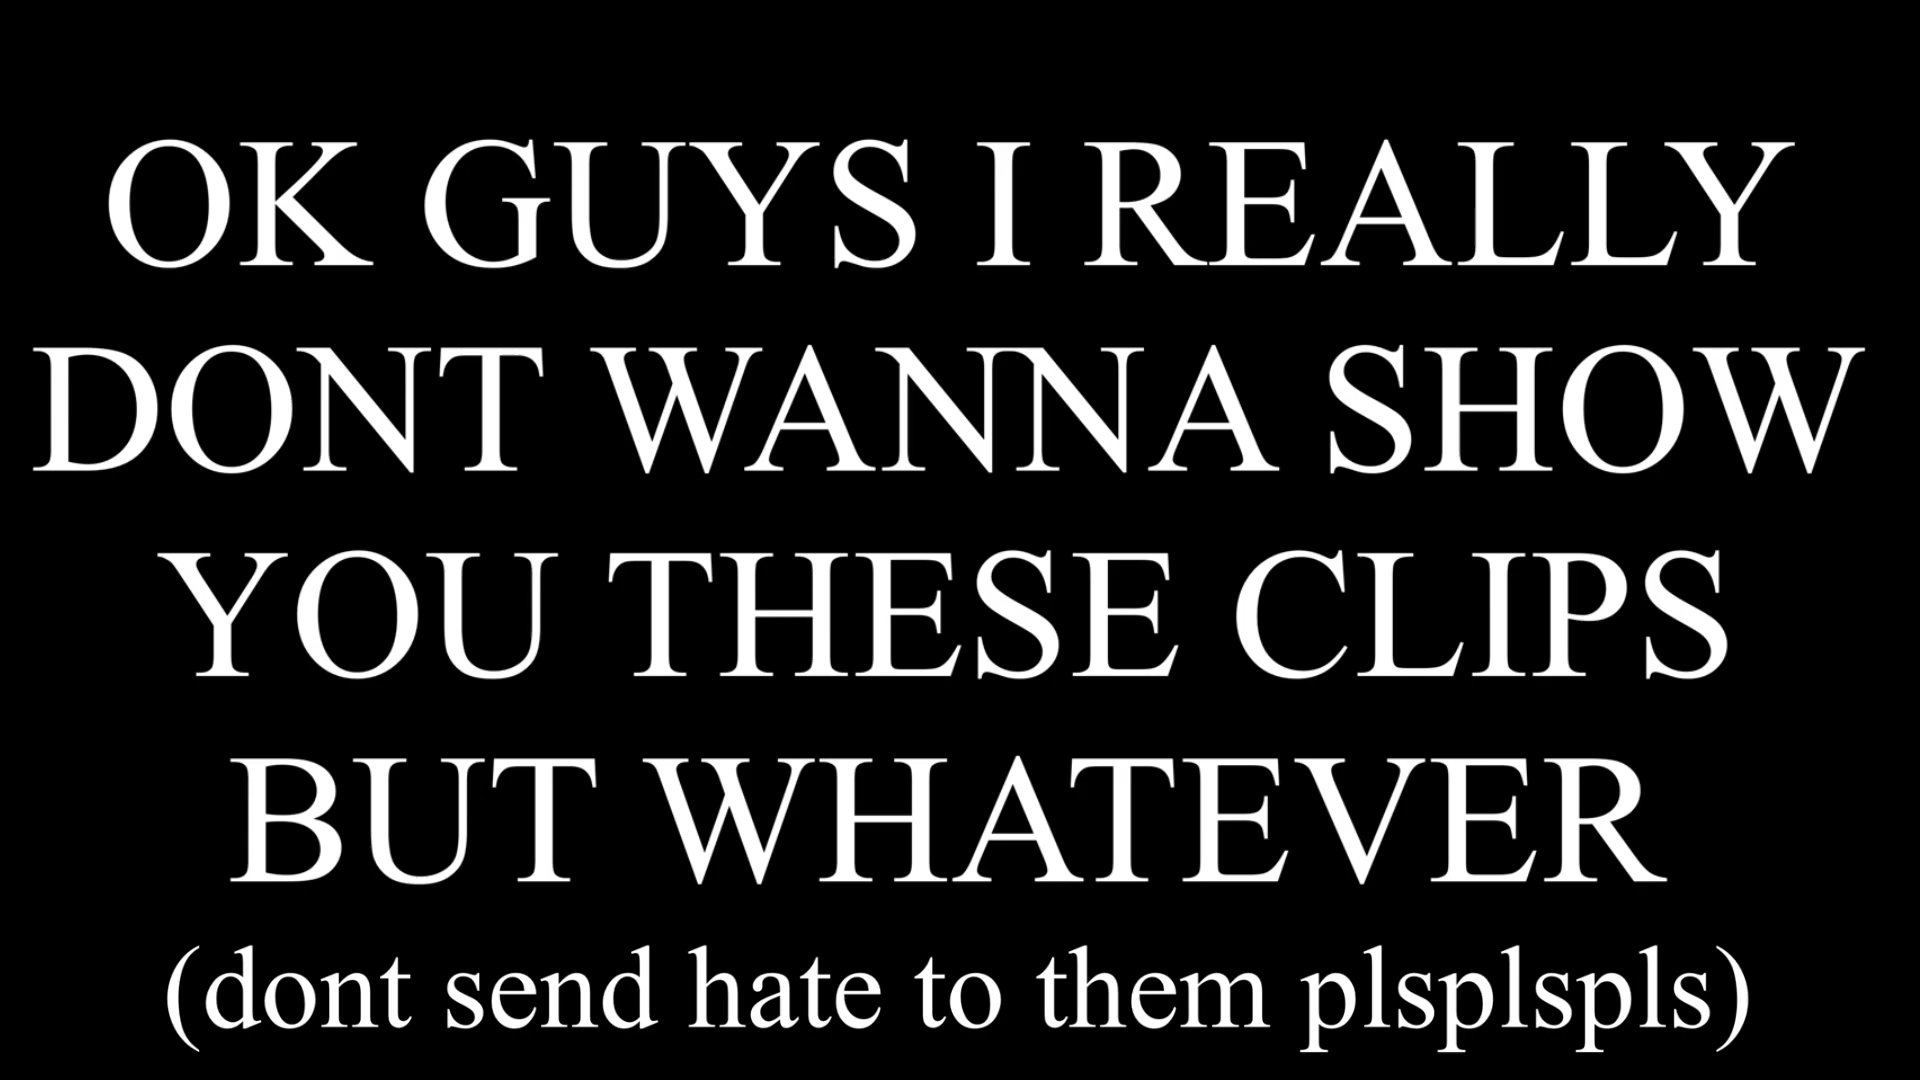 OK GUYS I REALLY
DONT WANNA SHOW
YOU THESE CLIPS
BUT WHATEVER
(dont send hate to them plsplspls)